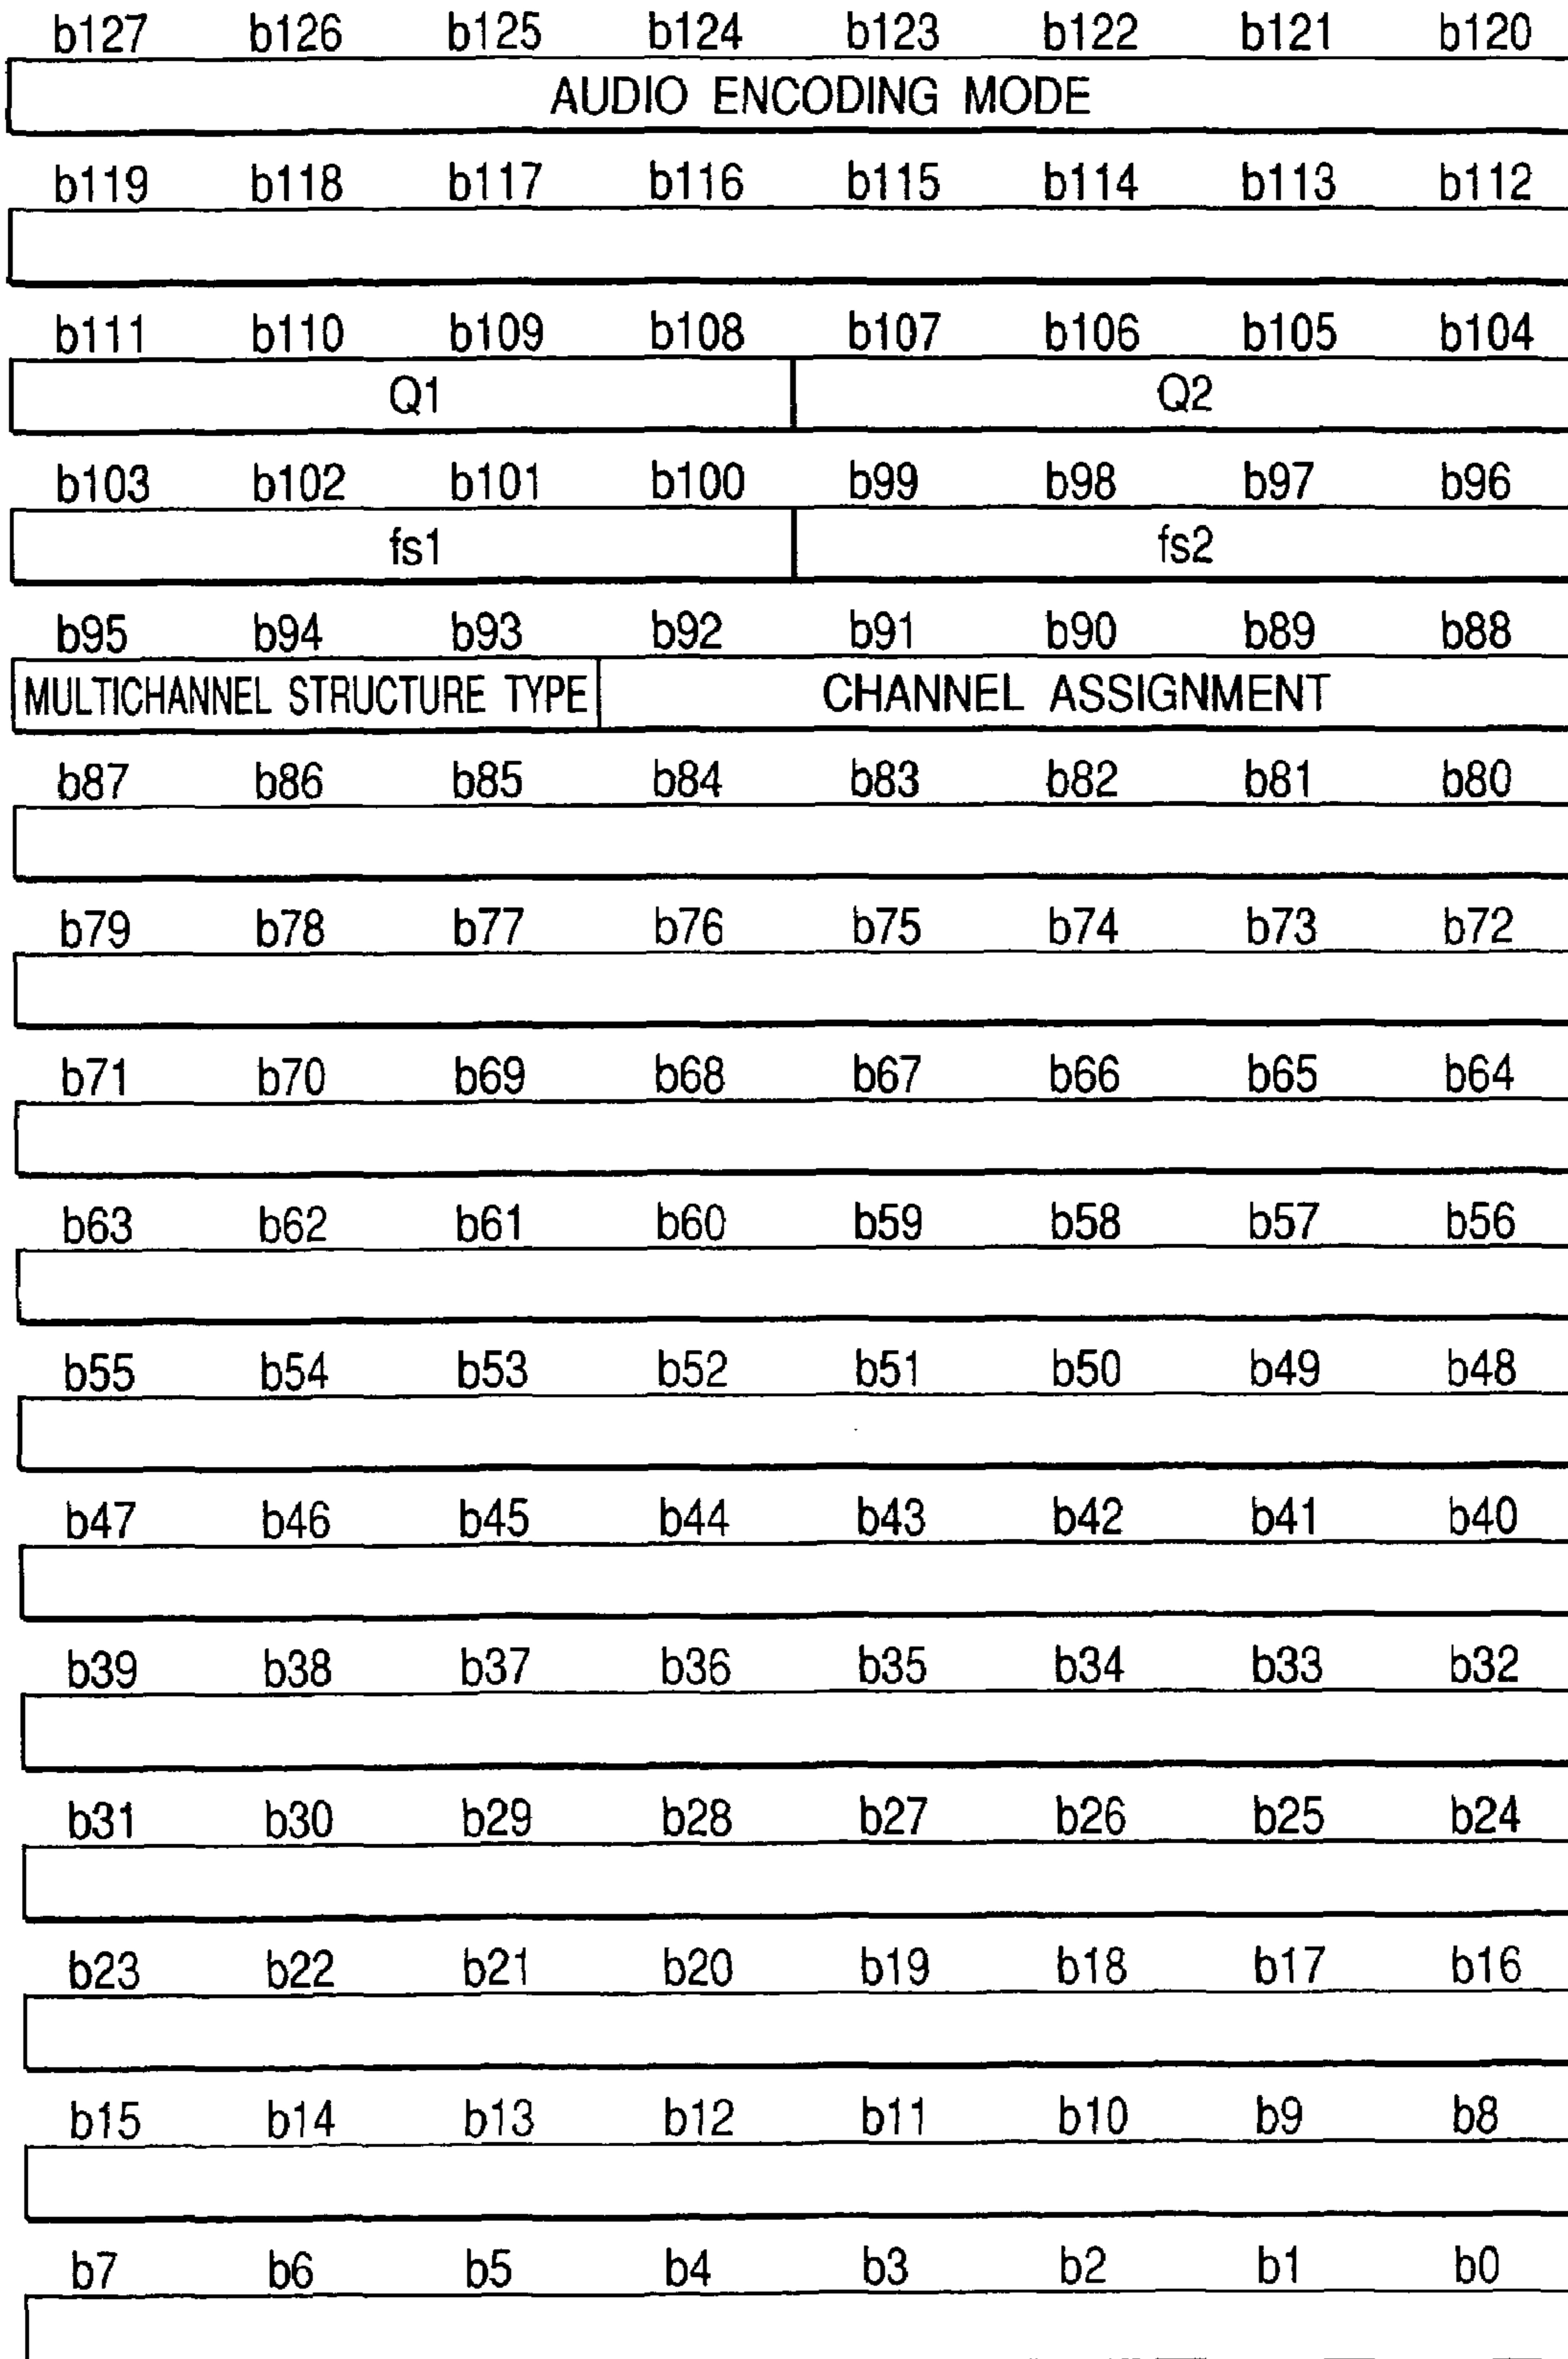 b127 b126 b125 b124 b123 b122 b121 b120
AUDIO ENCODING MODE
b119 b118 b117 b116 b115 b114 b113 b112
b111 b110 b109 b108 b107 b106 b105 b104
Q1 Q2
b103 b102 b101 b100 b99 b98 b97 b96
fs1 fs2
b95 b94 b93 b92 b91 b90 b89 b88
MULTICHANNEL STRUCTURE TYPE CHANNEL ASSIGNMENT
b87 b86 b85 b84 b83 b82 b81 b80
b79 b78 b77 b76 b75 b74 b73 b72
b71 b70 b69 b68 b67 b66 b65 b64
b63 b62 b61 b60 b59 b58 b57 b56
b55 b54 b53 b52 b51 b50 b49 b48
b47 b46 b45 b44 b43 b42 b41 b40
b39 b38 b37 b36 b35 b34 b33 b32
b31 b30 b29 b28 b27 b26 b25 b24
b23 b22 b21 b20 b19 b18 b17 b16
b15 b14 b13 b12 b11 b10 b9 b8
b7 b6 b5 b4 b3 b2 b1 b0